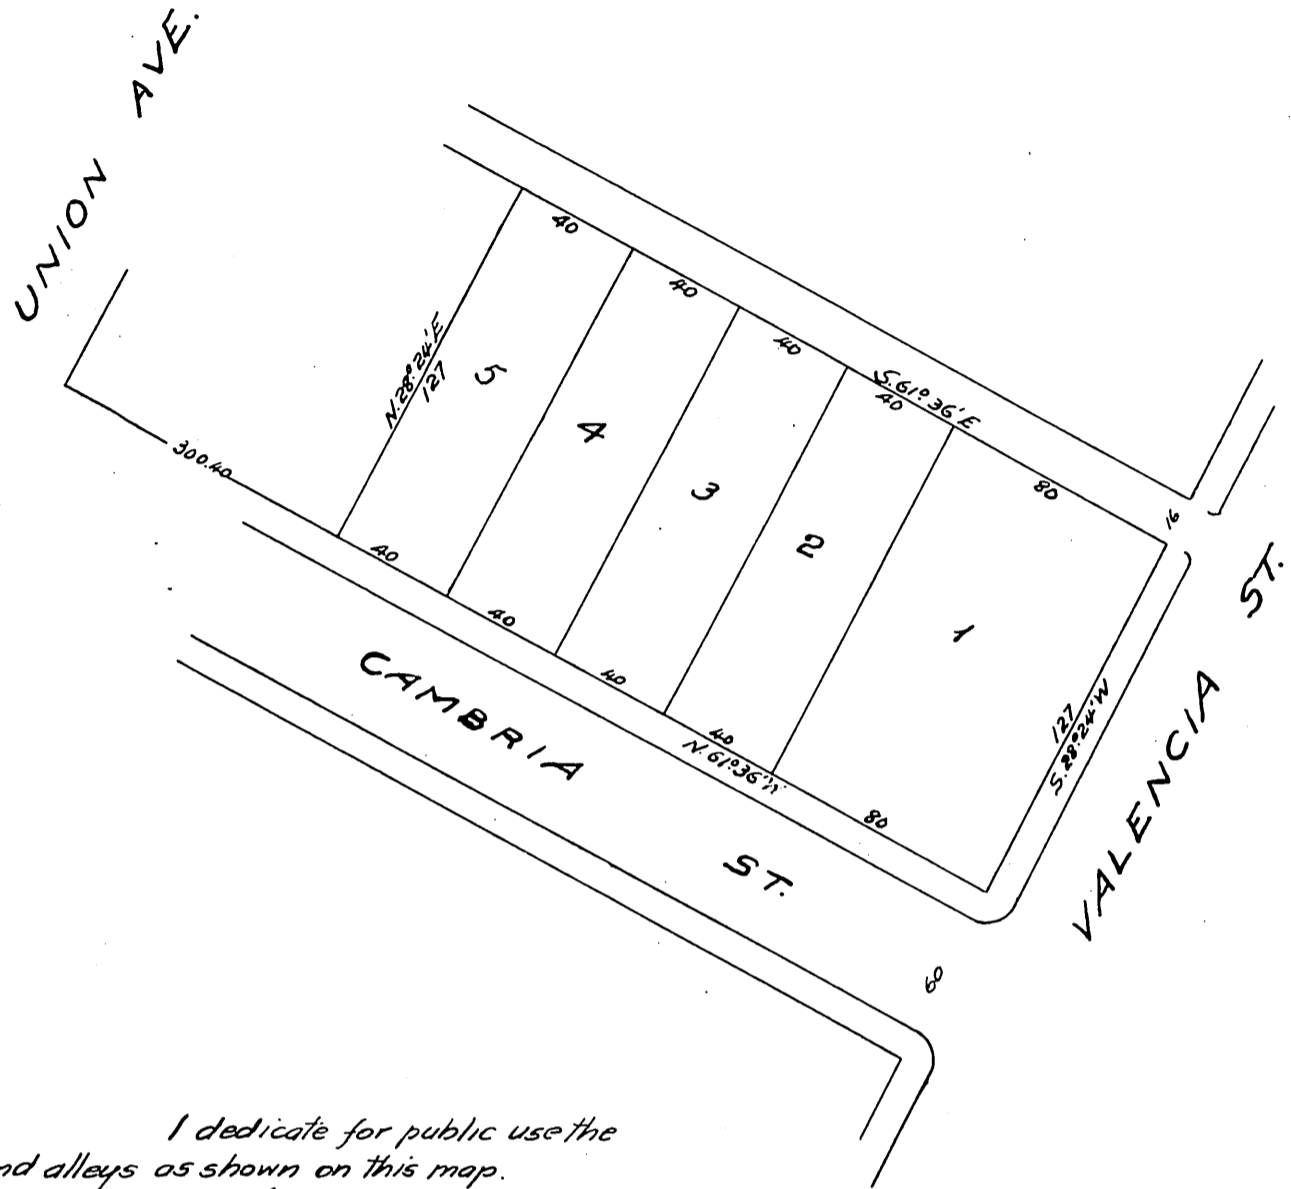 UNION AVE.
40
40
40
S. 61° 36' E
40
80
16
N. 28° 24' E
127
5
4
3
2
1
300.40
40
40
40
40
N. 61° 36' W
80
127
S. 28° 24' W
CAMBRIA ST.
VALENCIA ST.
60
I dedicate for public use the
nd alleys as shown on this map.